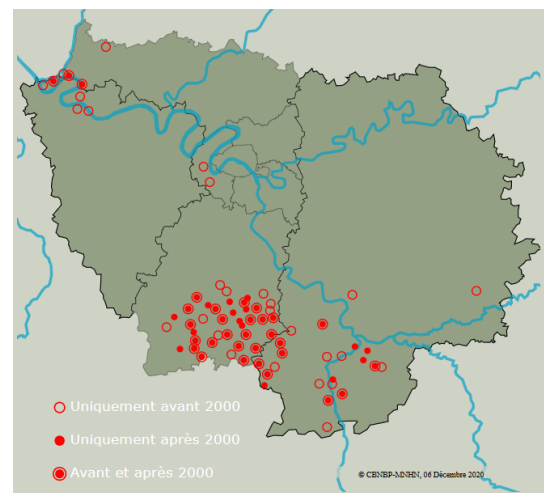 Uniquement avant 2000
Uniquement après 2000
Avant et après 2000
© CBNBP-MNHN, 06 Décembre 2020